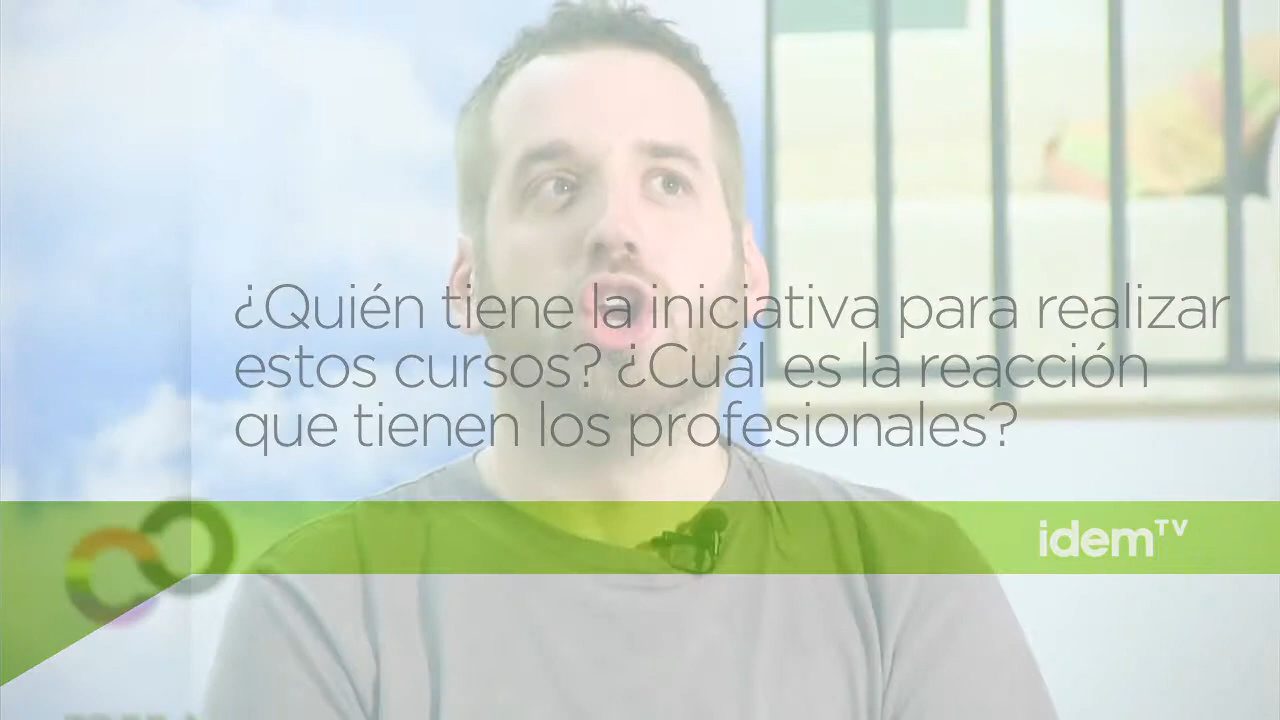 ¿Quién tiene la iniciativa para realizar
estos cursos? ¿Cuál es la reacción
que tienen los profesionales?
idemTV